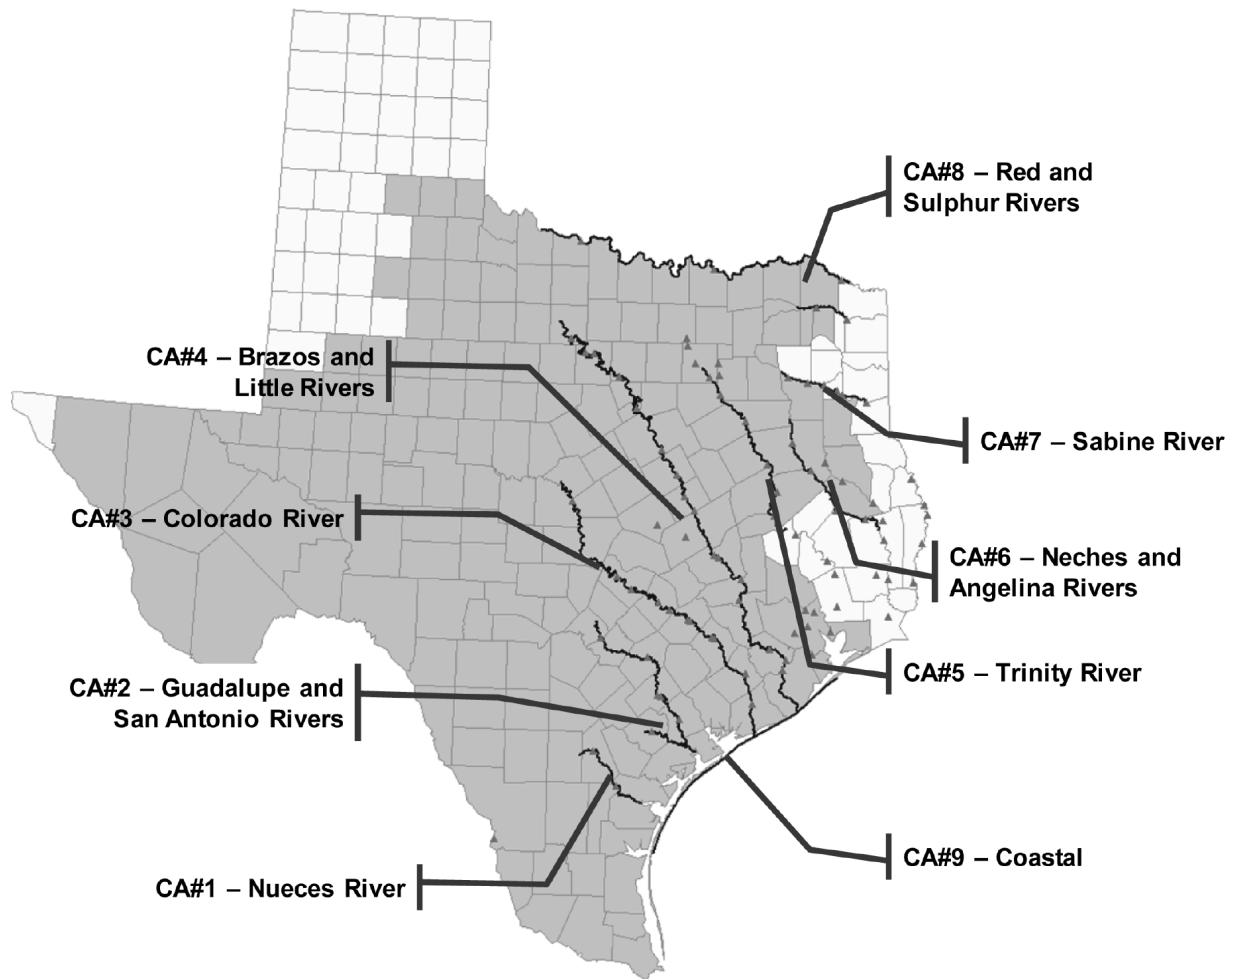 CA#8 – Red and
Sulphur Rivers
CA#4 – Brazos and
Little Rivers
CA#7 – Sabine River
CA#3 – Colorado River
CA#6 – Neches and
Angelina Rivers
CA#5 – Trinity River
CA#2 – Guadalupe and
San Antonio Rivers
CA#9 – Coastal
CA#1 – Nueces River